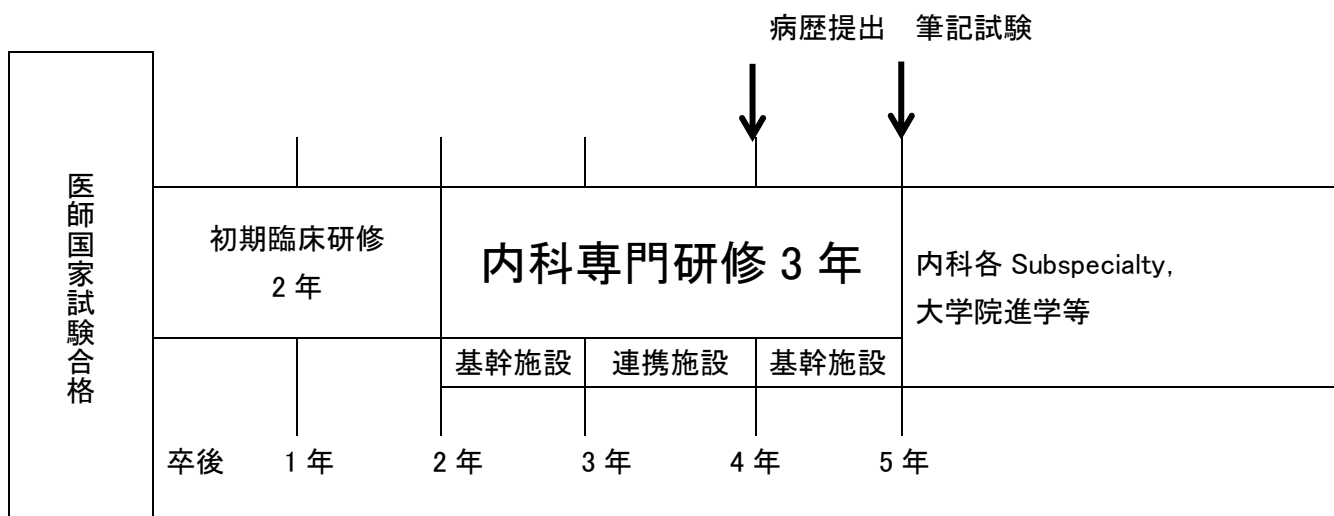 病歴提出 筆記試験
医師国家試験合格
初期臨床研修
2 年
内科専門研修 3 年
内科各 Subspecialty,
大学院進学等
基幹施設 連携施設 基幹施設
卒後 1 年 2 年 3 年 4 年 5 年